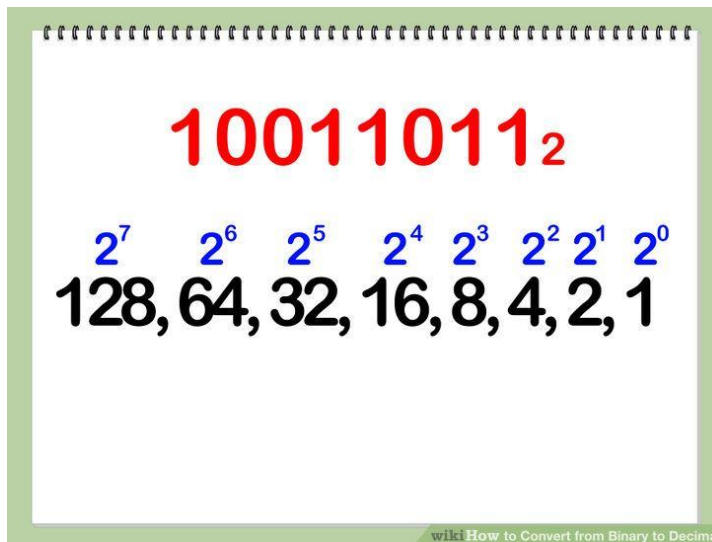 10011011₂
2⁷ 2⁶ 2⁵ 2⁴ 2³ 2² 2¹ 2⁰
128, 64, 32, 16, 8, 4, 2, 1
wikiHow to Convert from Binary to Decima